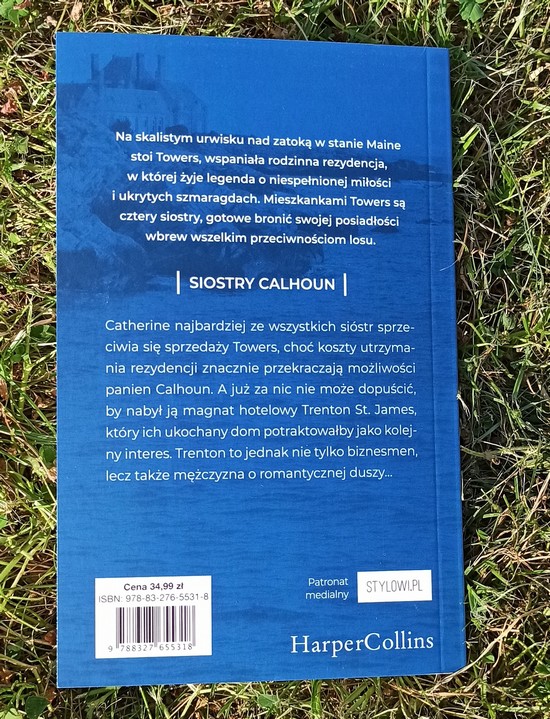 Na skalistym urwisku nad zatoką w stanie Maine
stoi Towers, wspaniała rodzinna rezydencja,
w której żyje legenda o niespełnionej miłości
i ukrytych szmaragdach. Mieszkankami Towers są
cztery siostry, gotowe bronić swojej posiadłości
wbrew wszelkim przeciwnościom losu.
| SIOSTRY CALHOUN |
Catherine najbardziej ze wszystkich sióstr sprze-
ciwia się sprzedaży Towers, choć koszty utrzyma-
nia rezydencji znacznie przekraczają możliwości
panien Calhoun. A już za nic nie może dopuścić,
by nabył ją magnat hotelowy Trenton St. James,
który ich ukochany dom potraktowałby jako kolej-
ny interes. Trenton to jednak nie tylko biznesmen,
lecz także mężczyzna o romantycznej duszy...
Cena 34,99 zł
ISBN: 978-83-276-5531-8
9 788327 655318
Patronat
medialny
STYLOWI.PL
HarperCollins